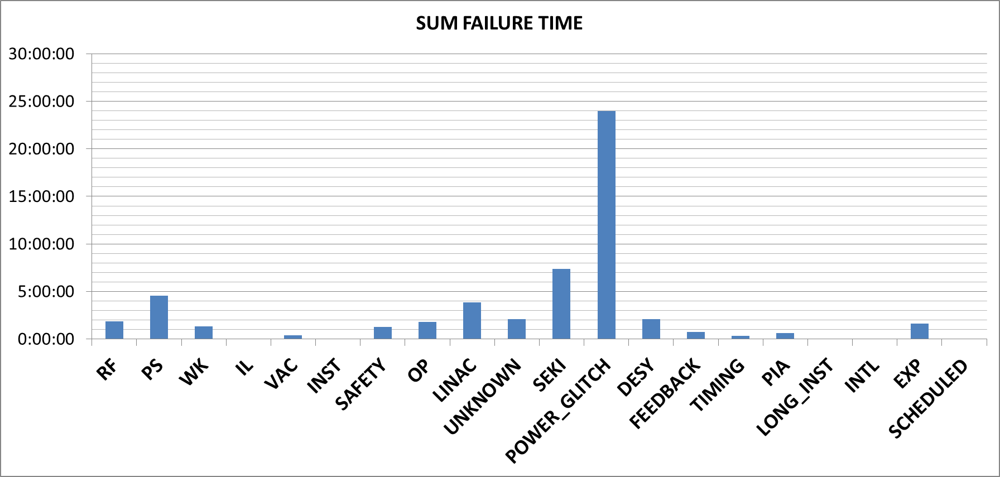 SUM FAILURE TIME
30:00:00
25:00:00
20:00:00
15:00:00
10:00:00
5:00:00
0:00:00
RF
PS
WK
IL
VAC
INST
SAFETY
OP
LINAC
UNKNOWN
SEKI
POWER_GLITCH
DESY
FEEDBACK
TIMING
PIA
LONG_INST
INTL
EXP
SCHEDULED